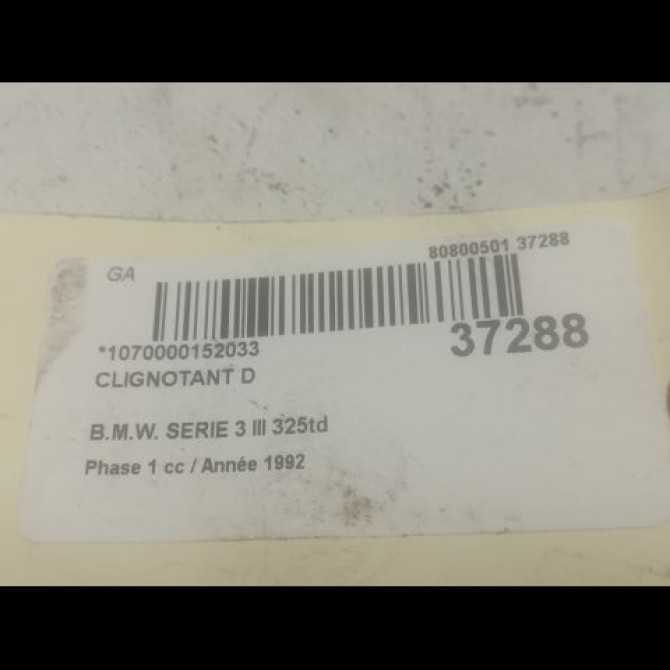 GA
80800501 37288
*1070000152033
37288
CLIGNOTANT D
B.M.W. SERIE 3 III 325td
Phase 1 cc / Année 1992